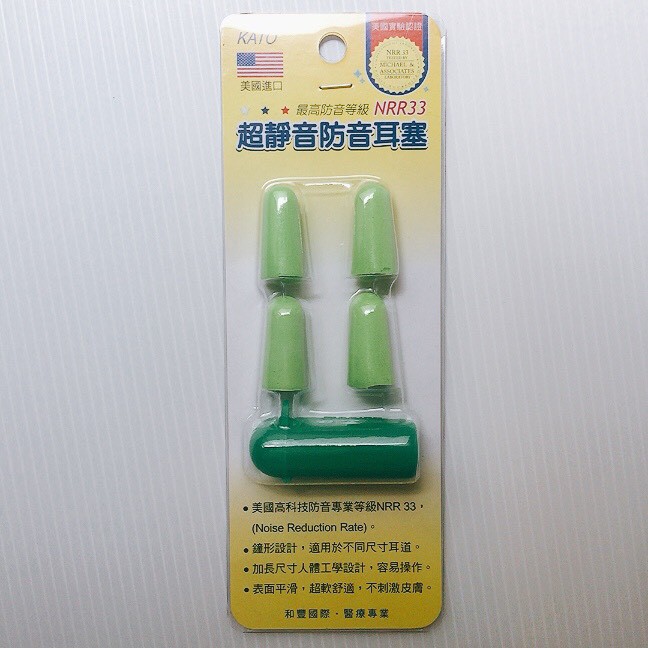 KATO
美國進口
美國實驗認證
NRR 33
MICHAEL &
ASSOCIATES
LABORATORY
最高防音等級 NRR33
超靜音防音耳塞
•美國高科技防音專業等級NRR 33，
(Noise Reduction Rate)。
•鐘形設計，適用於不同尺寸耳道。
•加長尺寸人體工學設計，容易操作。
•表面平滑，超軟舒適，不刺激皮膚。
和豐國際．醫療專業